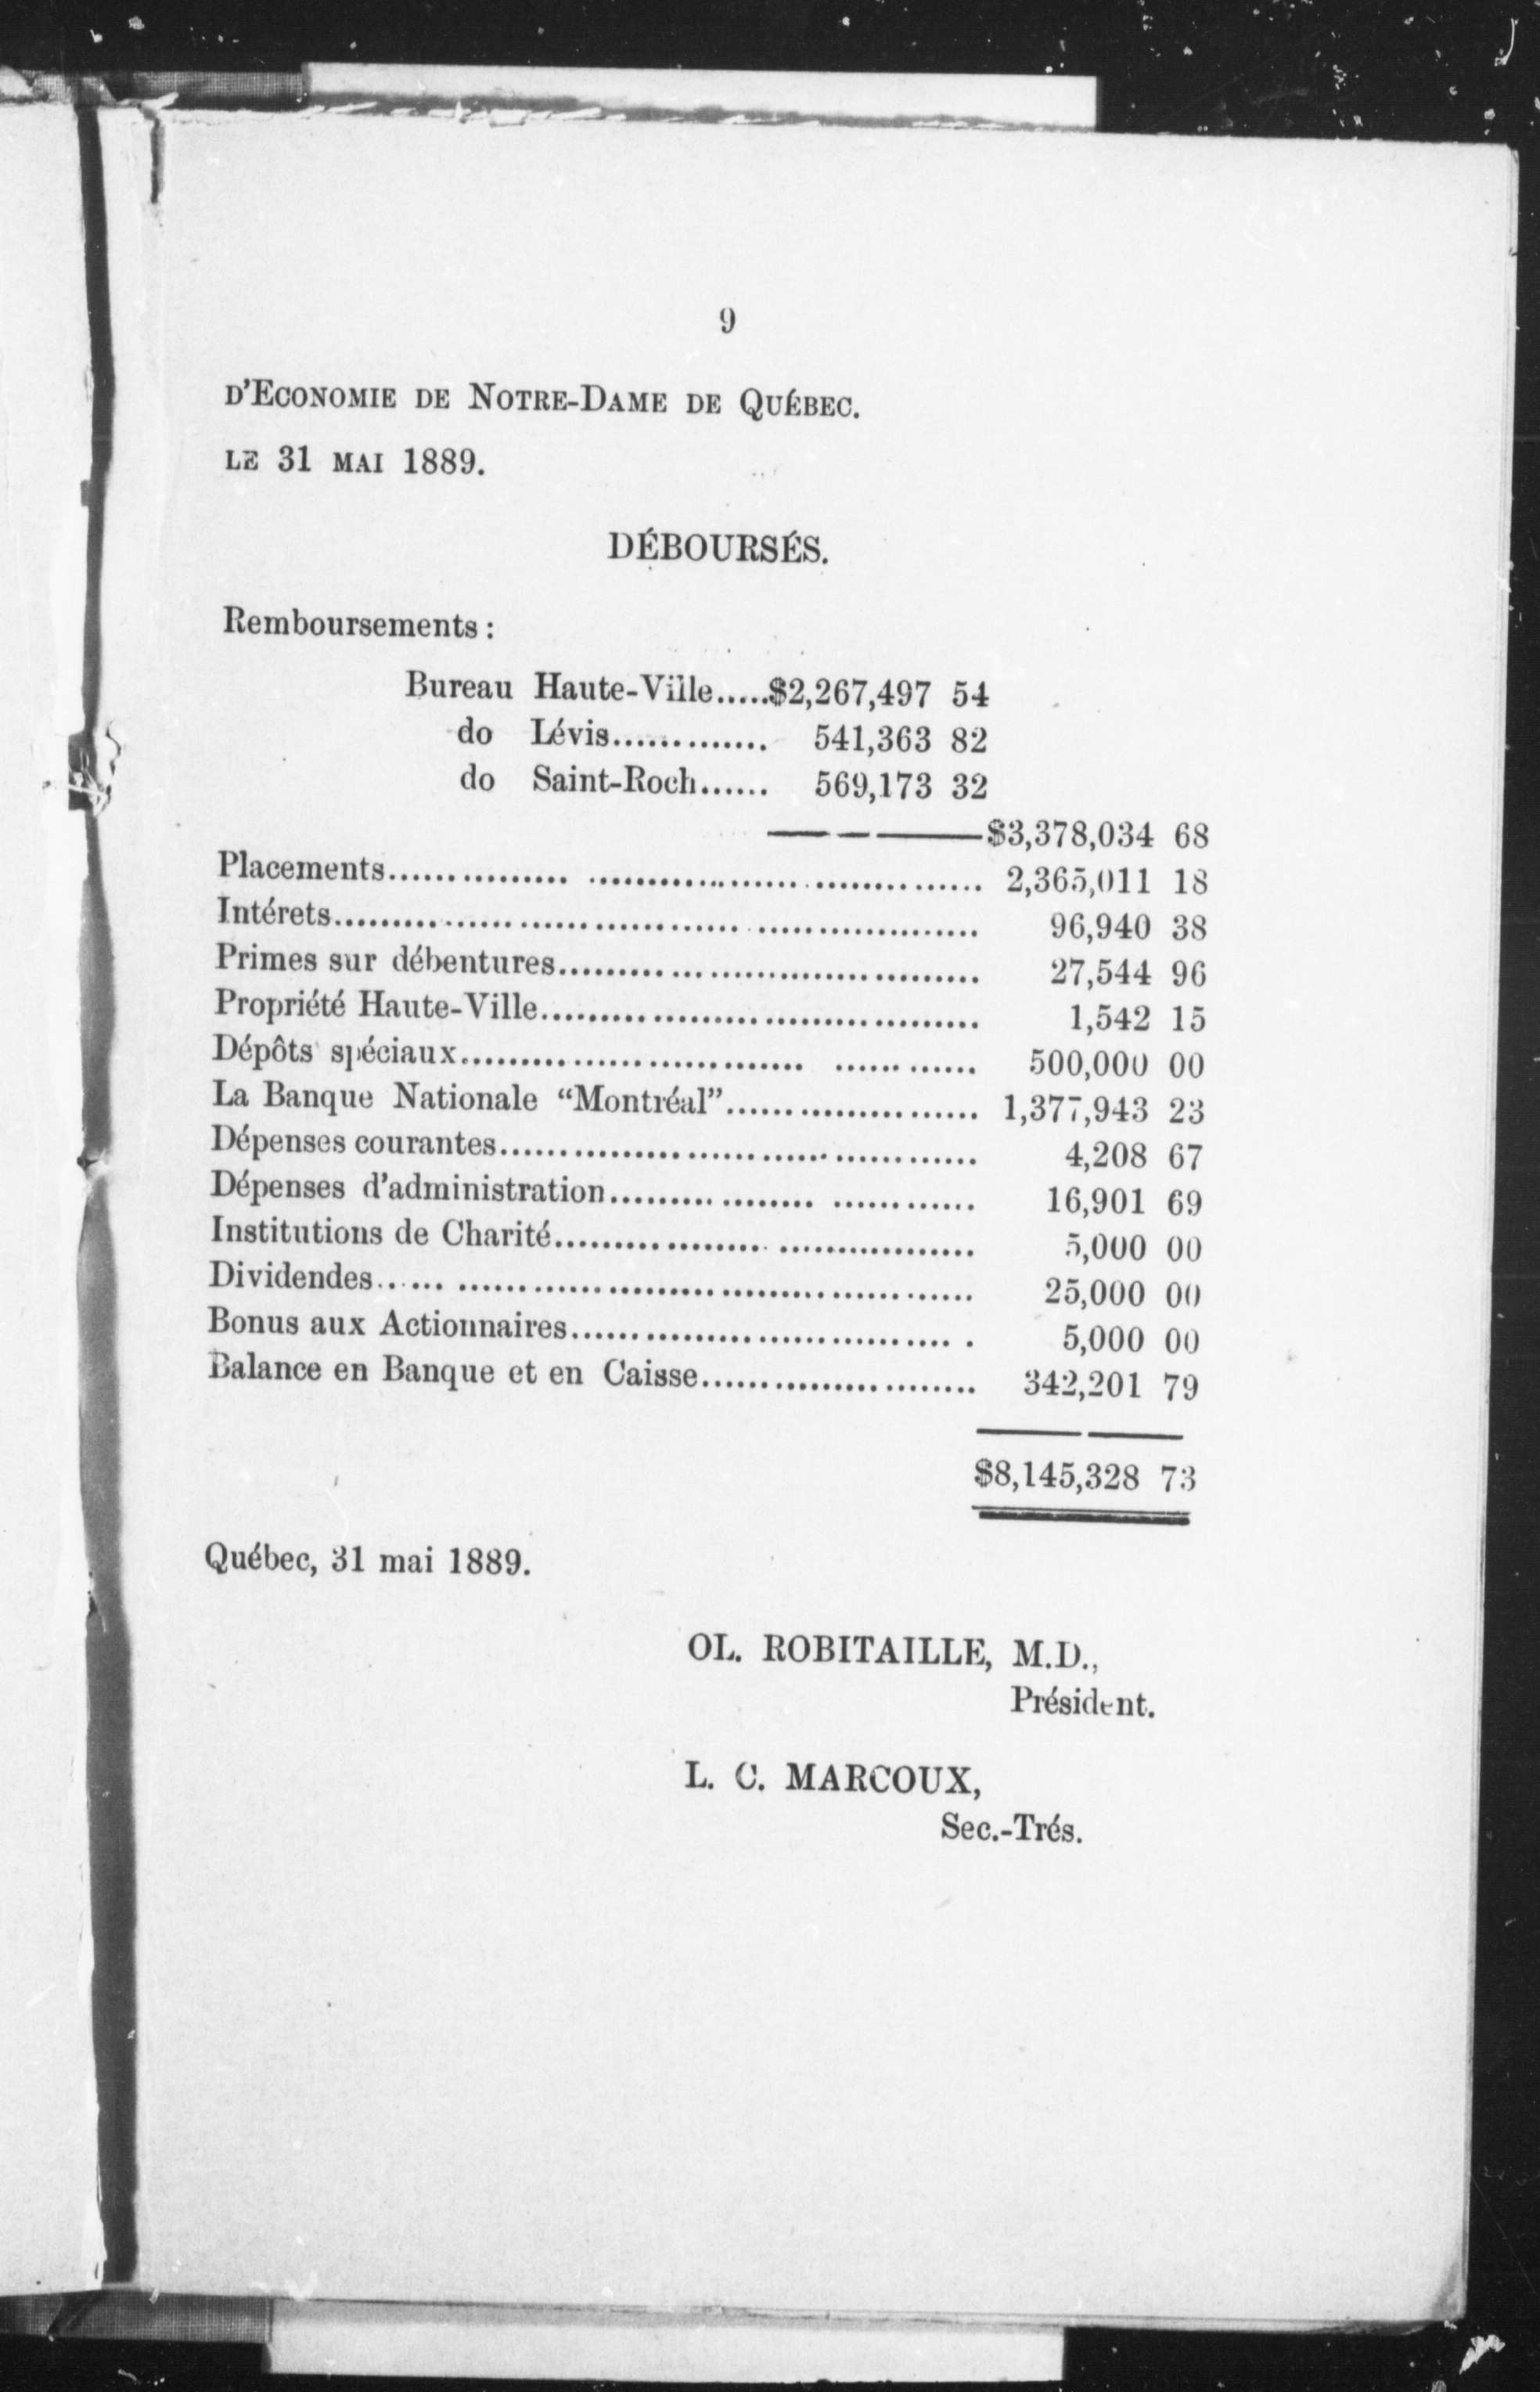 9
D'ECONOMIE DE NOTRE-DAME DE QUÉBEC.
LE 31 MAI 1889.
DÉBOURSÉS.
Remboursements :
Bureau Haute-Ville.....$2,267,497 54
do Lévis............. 541,363 82
do Saint-Roch...... 569,173 32
$3,378,034 68
Placements............................................... 2,365,011 18
Intérets.................................................. 96,940 38
Primes sur débentures................................... 27,544 96
Propriété Haute-Ville.................................... 1,542 15
Dépôts spéciaux........................................ 500,000 00
La Banque Nationale “Montréal”..................... 1,377,943 23
Dépenses courantes...................................... 4,208 67
Dépenses d'administration............................. 16,901 69
Institutions de Charité.................................. 5,000 00
Dividendes............................................... 25,000 00
Bonus aux Actionnaires................................. 5,000 00
Balance en Banque et en Caisse....................... 342,201 79
$8,145,328 73
Québec, 31 mai 1889.
OL. ROBITAILLE, M.D.,
Président.
L. C. MARCOUX,
Sec.-Trés.